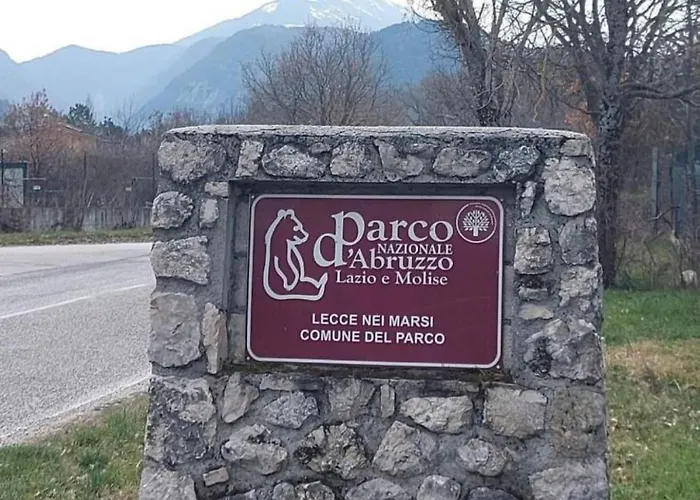 Parco
NAZIONALE
d'Abruzzo
Lazio e Molise
LECCE NEI MARSI
COMUNE DEL PARCO